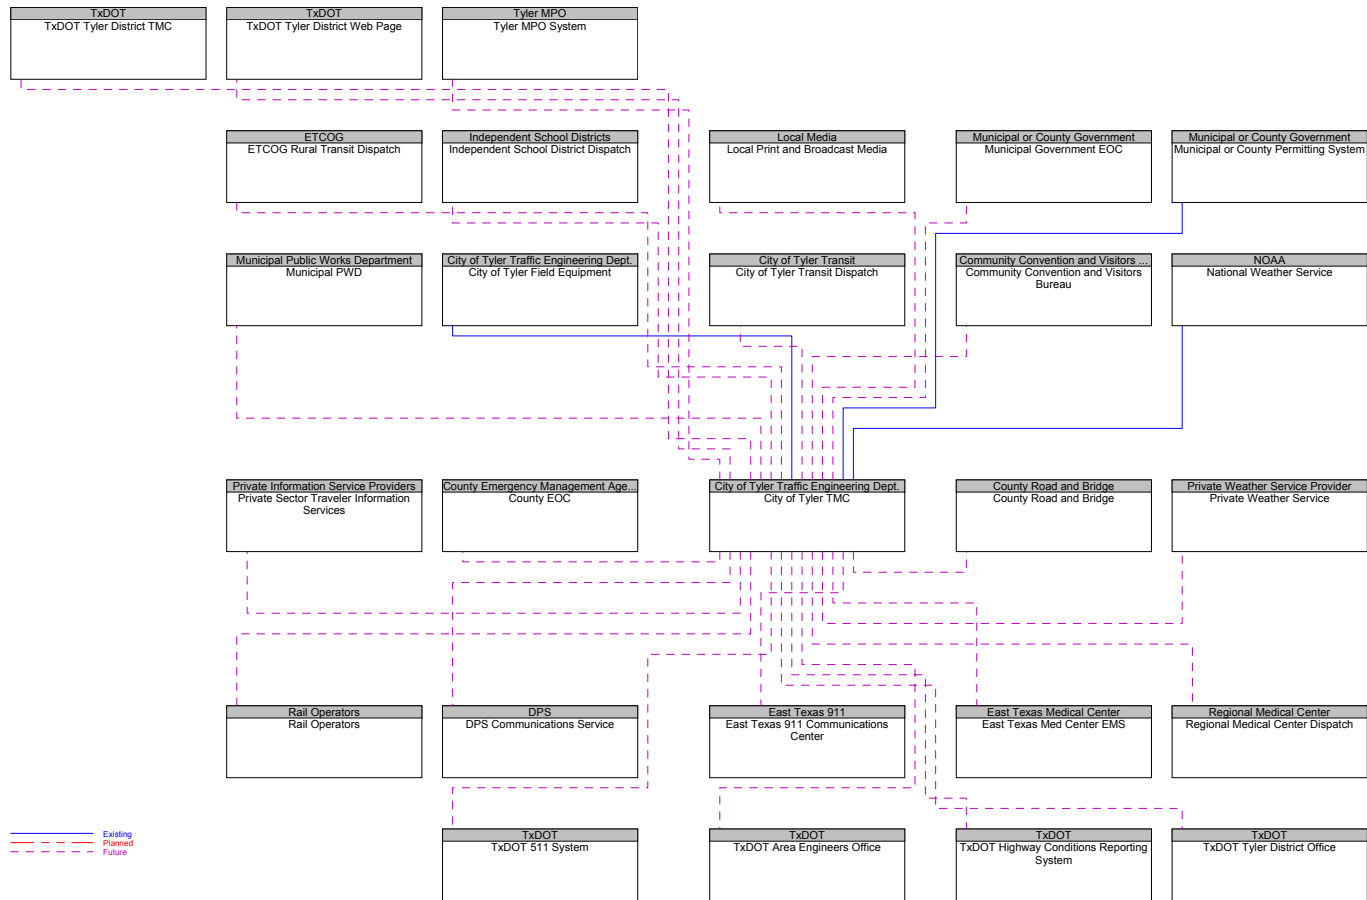 TxDOT
TxDOT Tyler District TMC
TxDOT
TxDOT Tyler District Web Page
Tyler MPO
Tyler MPO System
ETCOG
ETCOG Rural Transit Dispatch
Independent School Districts
Independent School District Dispatch
Local Media
Local Print and Broadcast Media
Municipal or County Government
Municipal Government EOC
Municipal or County Government
Municipal or County Permitting System
Municipal Public Works Department
Municipal PWD
City of Tyler Traffic Engineering Dept.
City of Tyler Field Equipment
City of Tyler Transit
City of Tyler Transit Dispatch
Community Convention and Visitors ...
Community Convention and Visitors
Bureau
NOAA
National Weather Service
Private Information Service Providers
Private Sector Traveler Information
Services
County Emergency Management Age...
County EOC
City of Tyler Traffic Engineering Dept.
City of Tyler TMC
County Road and Bridge
County Road and Bridge
Private Weather Service Provider
Private Weather Service
Rail Operators
Rail Operators
DPS
DPS Communications Service
East Texas 911
East Texas 911 Communications
Center
East Texas Medical Center
East Texas Med Center EMS
Regional Medical Center
Regional Medical Center Dispatch
TxDOT
TxDOT 511 System
TxDOT
TxDOT Area Engineers Office
TxDOT
TxDOT Highway Conditions Reporting
System
TxDOT
TxDOT Tyler District Office
Existing
Planned
Future